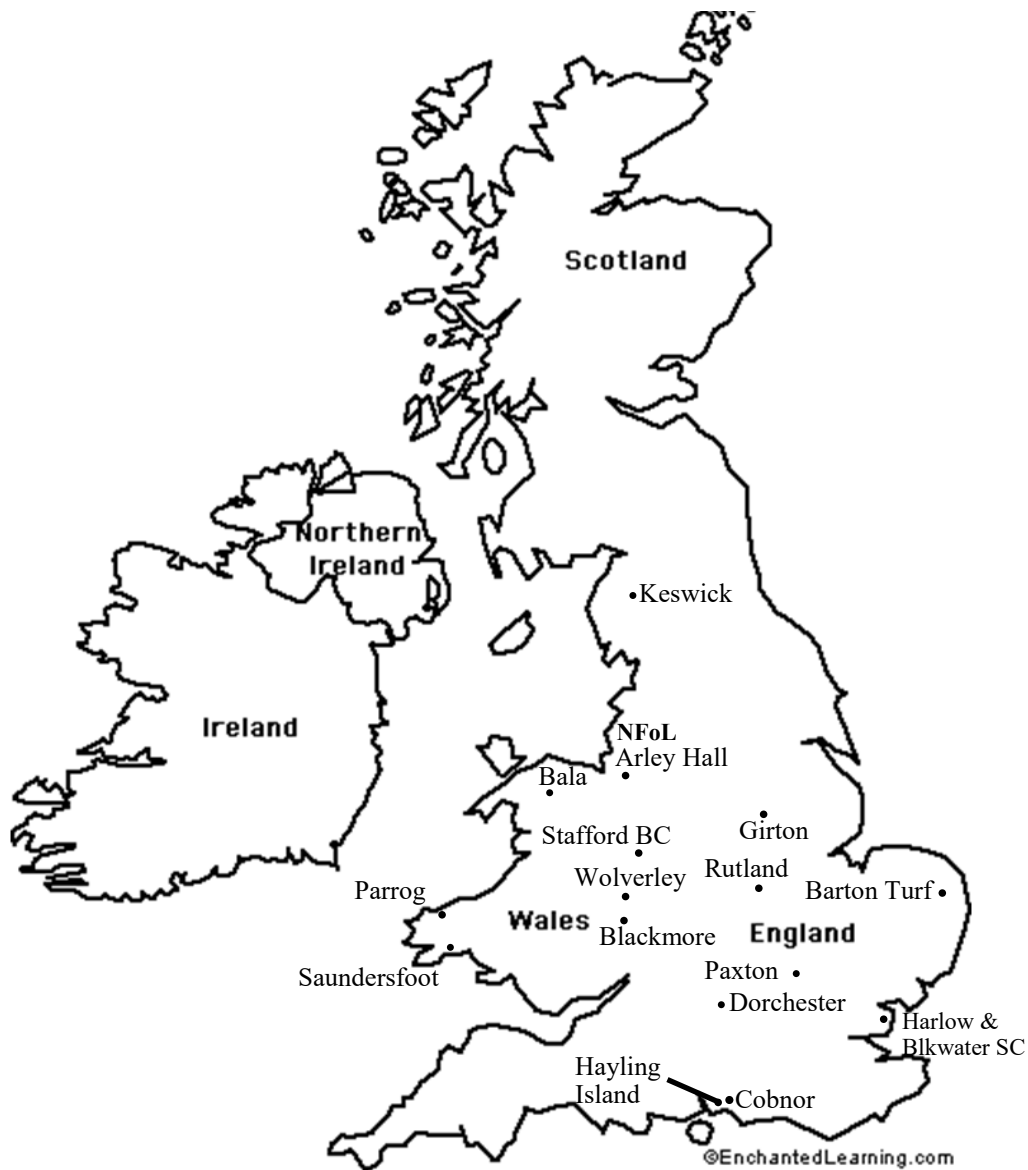 Scotland
Northern
Ireland
Keswick
Ireland
NFoL
Arley Hall
Bala
Girton
Stafford BC
Rutland
Wolverley
Parrog
Barton Turf
Wales
Blackmore
England
Saundersfoot
Paxton
Dorchester
Harlow &
Blkwater SC
Hayling
Island
Cobnor
©EnchantedLearning.com